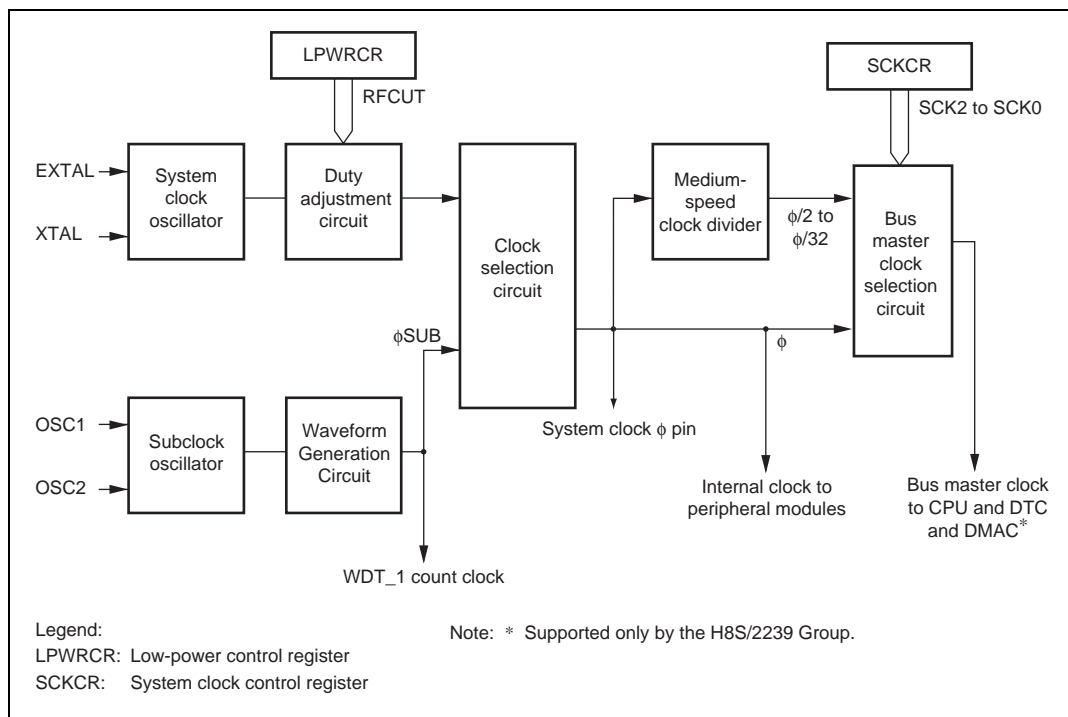 LPWRCR
RFCUT
SCKCR
SCK2 to SCK0
EXTAL
XTAL
System
clock
oscillator
Duty
adjustment
circuit
Clock
selection
circuit
Medium-
speed
clock divider
ϕ/2 to
ϕ/32
Bus
master
clock
selection
circuit
ϕSUB
ϕ
OSC1
OSC2
Subclock
oscillator
Waveform
Generation
Circuit
System clock ϕ pin
Internal clock to
peripheral modules
Bus master clock
to CPU and DTC
and DMAC*
WDT_1 count clock
Legend:
LPWRCR: Low-power control register
SCKCR: System clock control register
Note: * Supported only by the H8S/2239 Group.